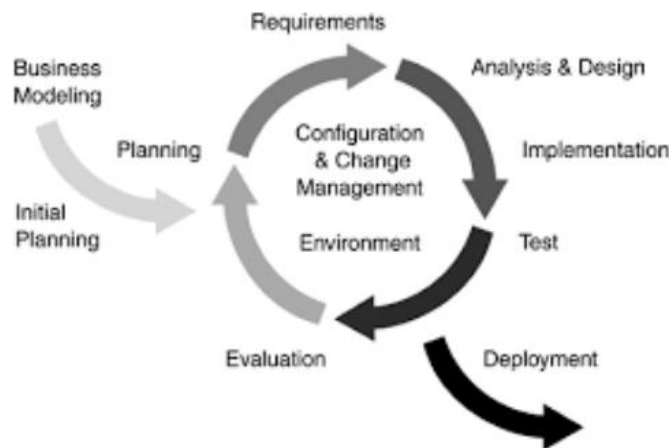 Requirements
Business
Modeling
Analysis & Design
Planning
Configuration
& Change
Management
Implementation
Initial
Planning
Environment
Test
Evaluation
Deployment